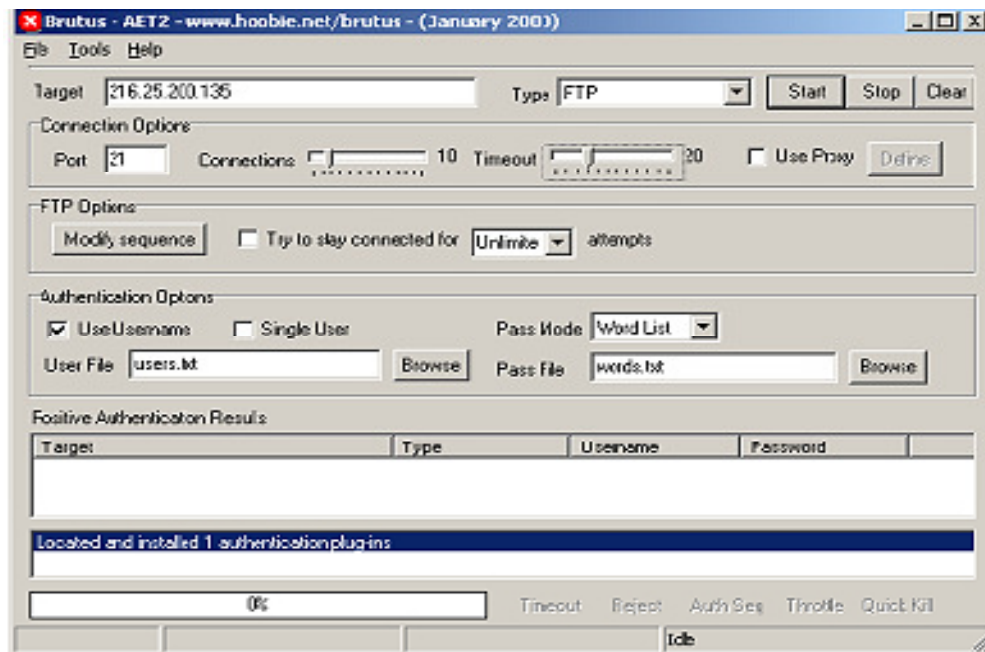 Brutus - AET2 - www.hoobie.net/brutus - (January 2000)
File Tools Help
Target 216.25.200.135 Type FTP Start Stop Clear
Connection Options
Port 21 Connections 10 Timeout 20 Use Proxy Define
FTP Options
Modify sequence Try to stay connected for Unlimite attempts
Authentication Options
Use Username Single User Pass Mode Word List
User File users.txt Browse Pass File words.txt Browse
Positive Authentication Results
Target Type Username Password
Located and installed 1 authentication plug-ins
0% Timeout Reject Auth Seq Throttle Quick Kill
Idle